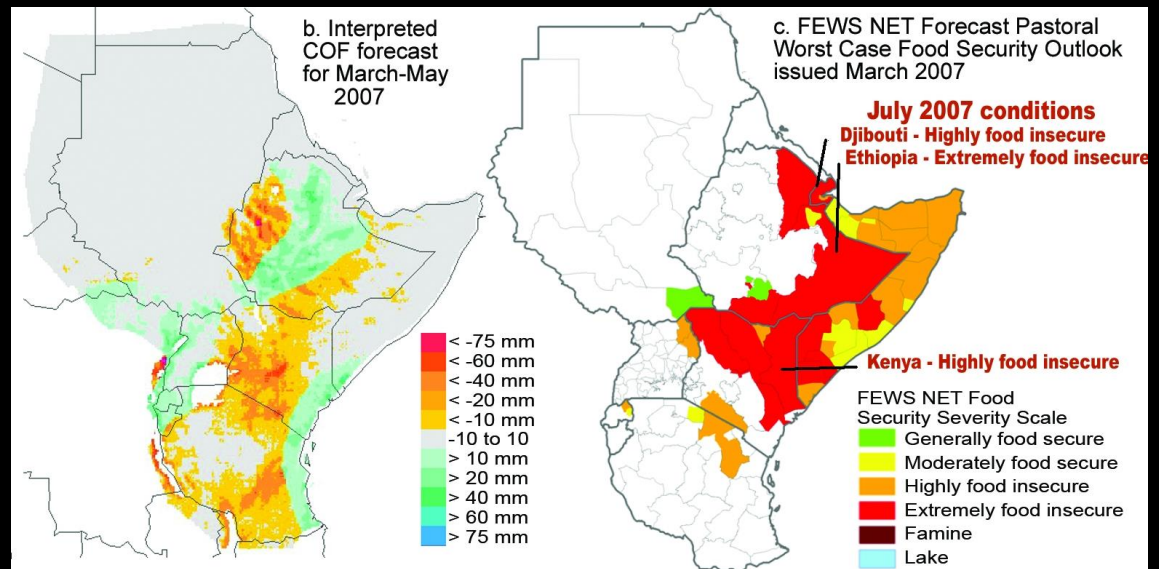 b. Interpreted
COF forecast
for March-May
2007
< -75 mm
< -60 mm
< -40 mm
< -20 mm
< -10 mm
-10 to 10
> 10 mm
> 20 mm
> 40 mm
> 60 mm
> 75 mm
c. FEWS NET Forecast Pastoral
Worst Case Food Security Outlook
issued March 2007
July 2007 conditions
Djibouti - Highly food insecure
Ethiopia - Extremely food insecure
Kenya - Highly food insecure
FEWS NET Food
Security Severity Scale
Generally food secure
Moderately food secure
Highly food insecure
Extremely food insecure
Famine
Lake